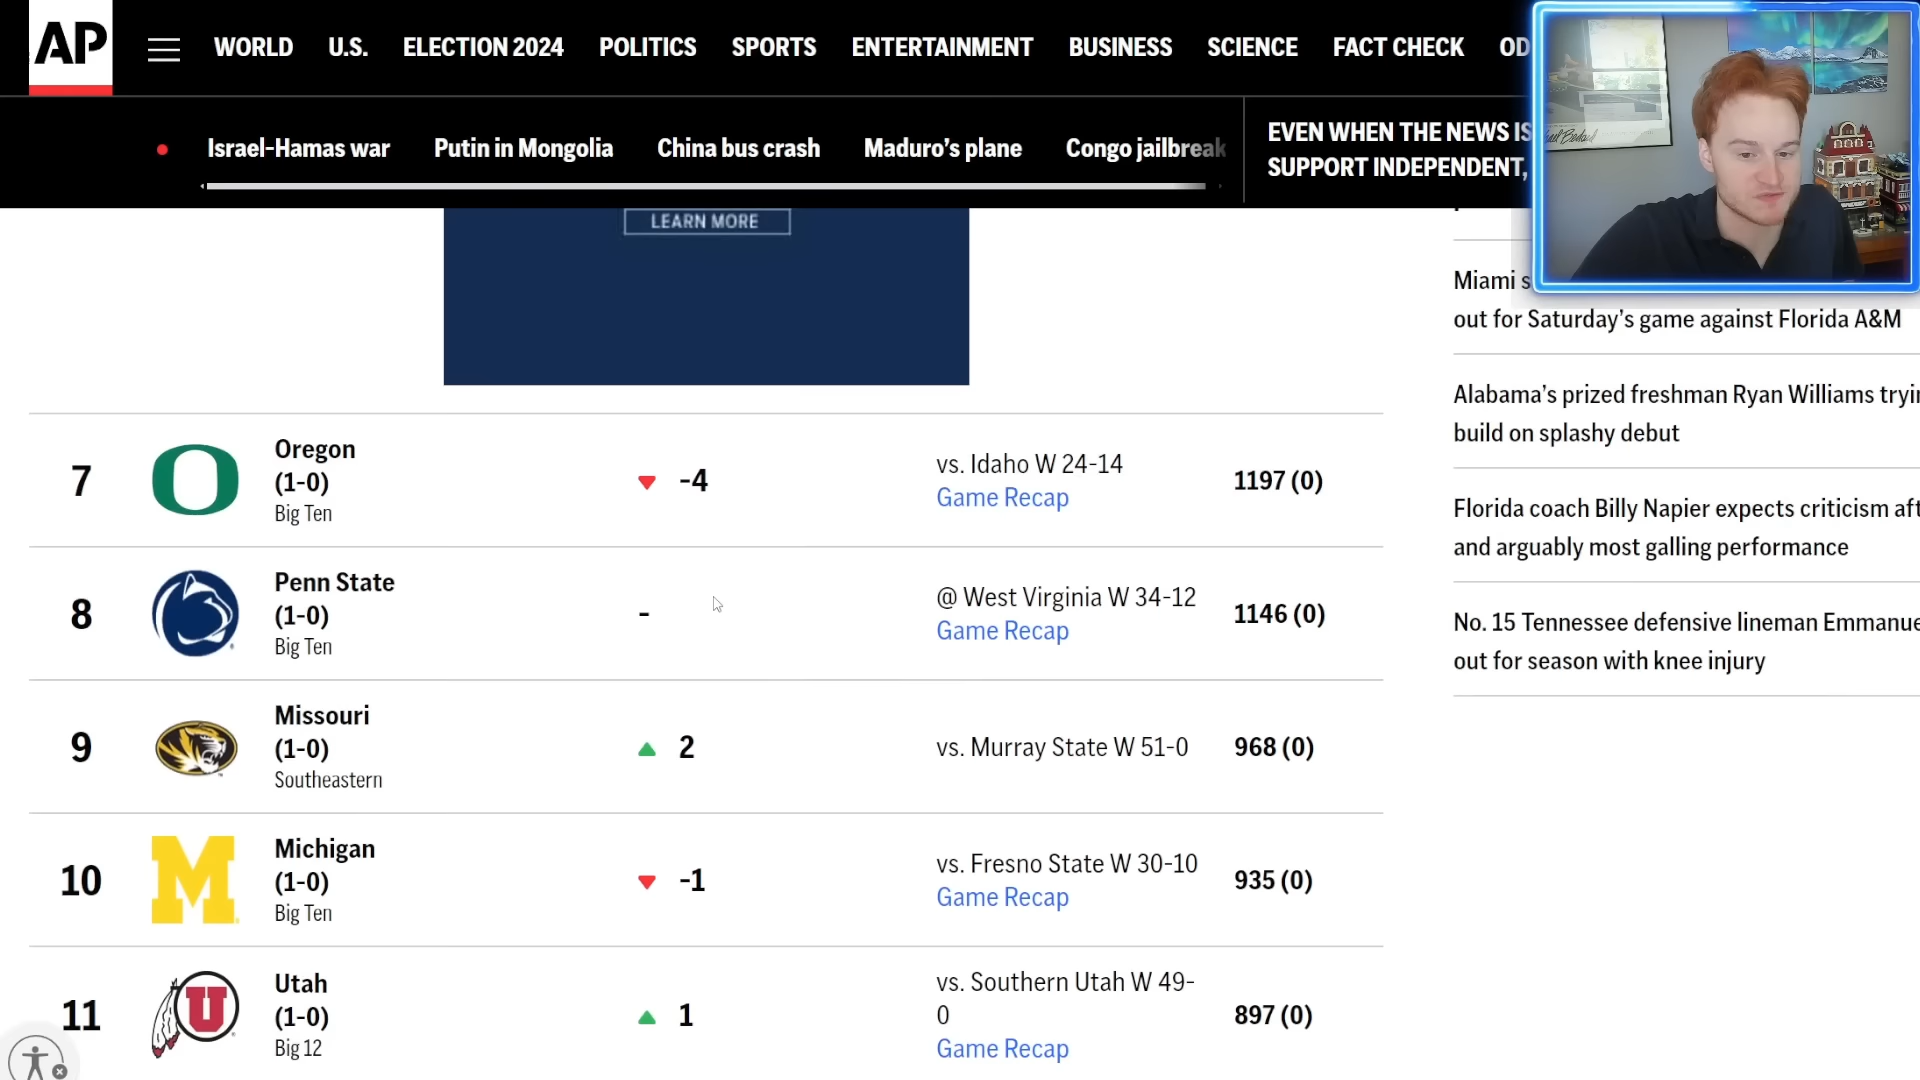 AP
WORLD U.S. ELECTION 2024 POLITICS SPORTS ENTERTAINMENT BUSINESS SCIENCE FACT CHECK OD
Israel-Hamas war Putin in Mongolia China bus crash Maduro's plane Congo jailbreak
EVEN WHEN THE NEWS IS
SUPPORT INDEPENDENT,
LEARN MORE
7
Oregon
(1-0)
Big Ten
-4
vs. Idaho W 24-14
Game Recap
1197 (0)
8
Penn State
(1-0)
Big Ten
-
@ West Virginia W 34-12
Game Recap
1146 (0)
9
Missouri
(1-0)
Southeastern
2
vs. Murray State W 51-0
968 (0)
10
M
Michigan
(1-0)
Big Ten
-1
vs. Fresno State W 30-10
Game Recap
935 (0)
11
U
Utah
(1-0)
Big 12
1
vs. Southern Utah W 49-
0
Game Recap
897 (0)
Miami s
out for Saturday's game against Florida A&M
Alabama's prized freshman Ryan Williams tryin
build on splashy debut
Florida coach Billy Napier expects criticism aft
and arguably most galling performance
No. 15 Tennessee defensive lineman Emmanue
out for season with knee injury